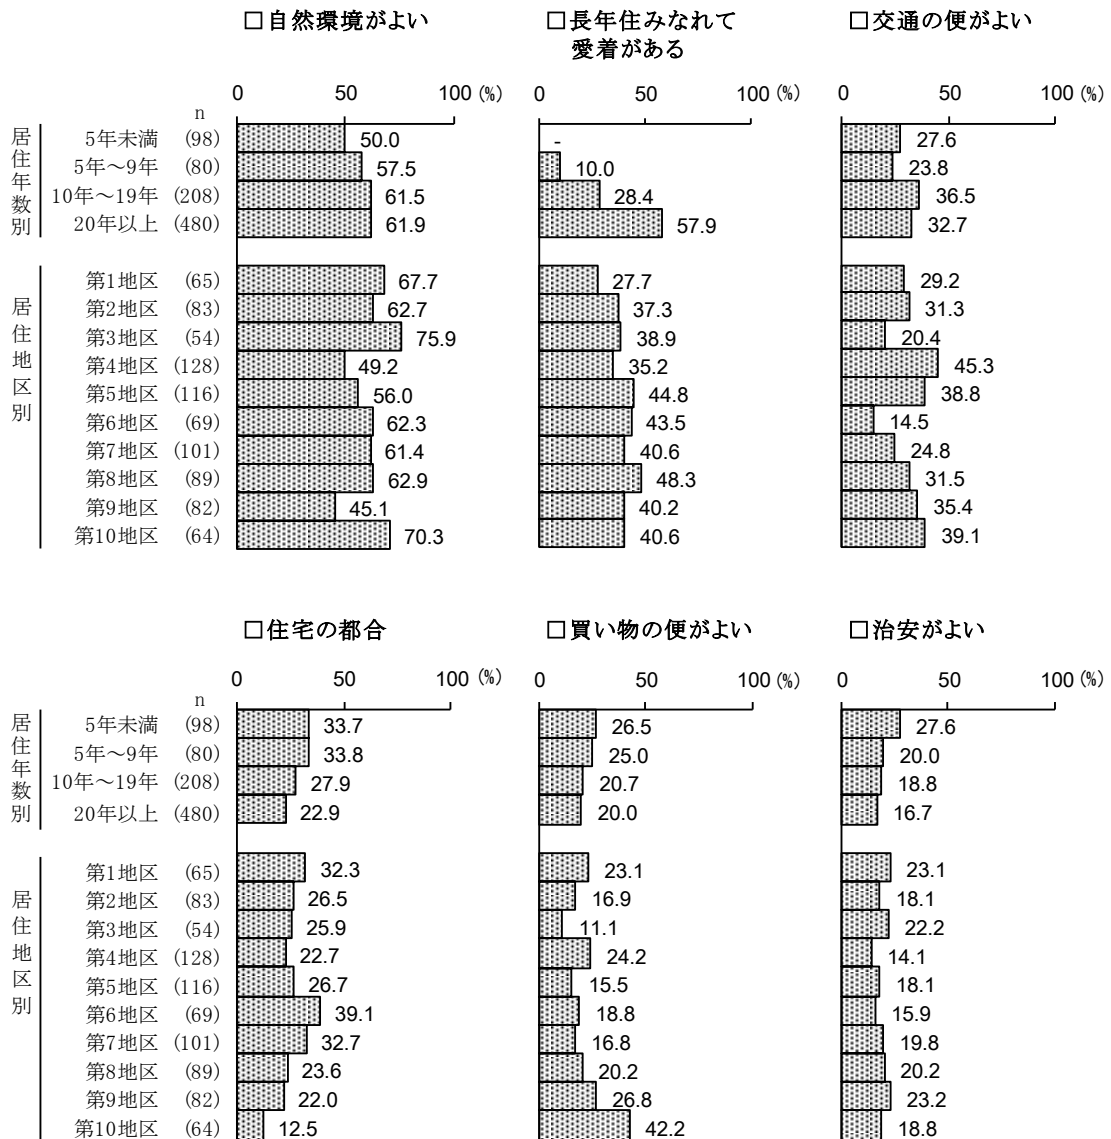 □自然環境がよい □長年住みなれて 愛着がある □交通の便がよい
0 50 100 (%) 0 50 100 (%) 0 50 100 (%)
n
居住年数別
5年未満 (98) 50.0 - 27.6
5年～9年 (80) 57.5 10.0 23.8
10年～19年 (208) 61.5 28.4 36.5
20年以上 (480) 61.9 57.9 32.7
居住地区別
第1地区 (65) 67.7 27.7 29.2
第2地区 (83) 62.7 37.3 31.3
第3地区 (54) 75.9 38.9 20.4
第4地区 (128) 49.2 35.2 45.3
第5地区 (116) 56.0 44.8 38.8
第6地区 (69) 62.3 43.5 14.5
第7地区 (101) 61.4 40.6 24.8
第8地区 (89) 62.9 48.3 31.5
第9地区 (82) 45.1 40.2 35.4
第10地区 (64) 70.3 40.6 39.1
□住宅の都合 □買い物の便がよい □治安がよい
0 50 100 (%) 0 50 100 (%) 0 50 100 (%)
n
居住年数別
5年未満 (98) 33.7 26.5 27.6
5年～9年 (80) 33.8 25.0 20.0
10年～19年 (208) 27.9 20.7 18.8
20年以上 (480) 22.9 20.0 16.7
居住地区別
第1地区 (65) 32.3 23.1 23.1
第2地区 (83) 26.5 16.9 18.1
第3地区 (54) 25.9 11.1 22.2
第4地区 (128) 22.7 24.2 14.1
第5地区 (116) 26.7 15.5 18.1
第6地区 (69) 39.1 18.8 15.9
第7地区 (101) 32.7 16.8 19.8
第8地区 (89) 23.6 20.2 20.2
第9地区 (82) 22.0 26.8 23.2
第10地区 (64) 12.5 42.2 18.8